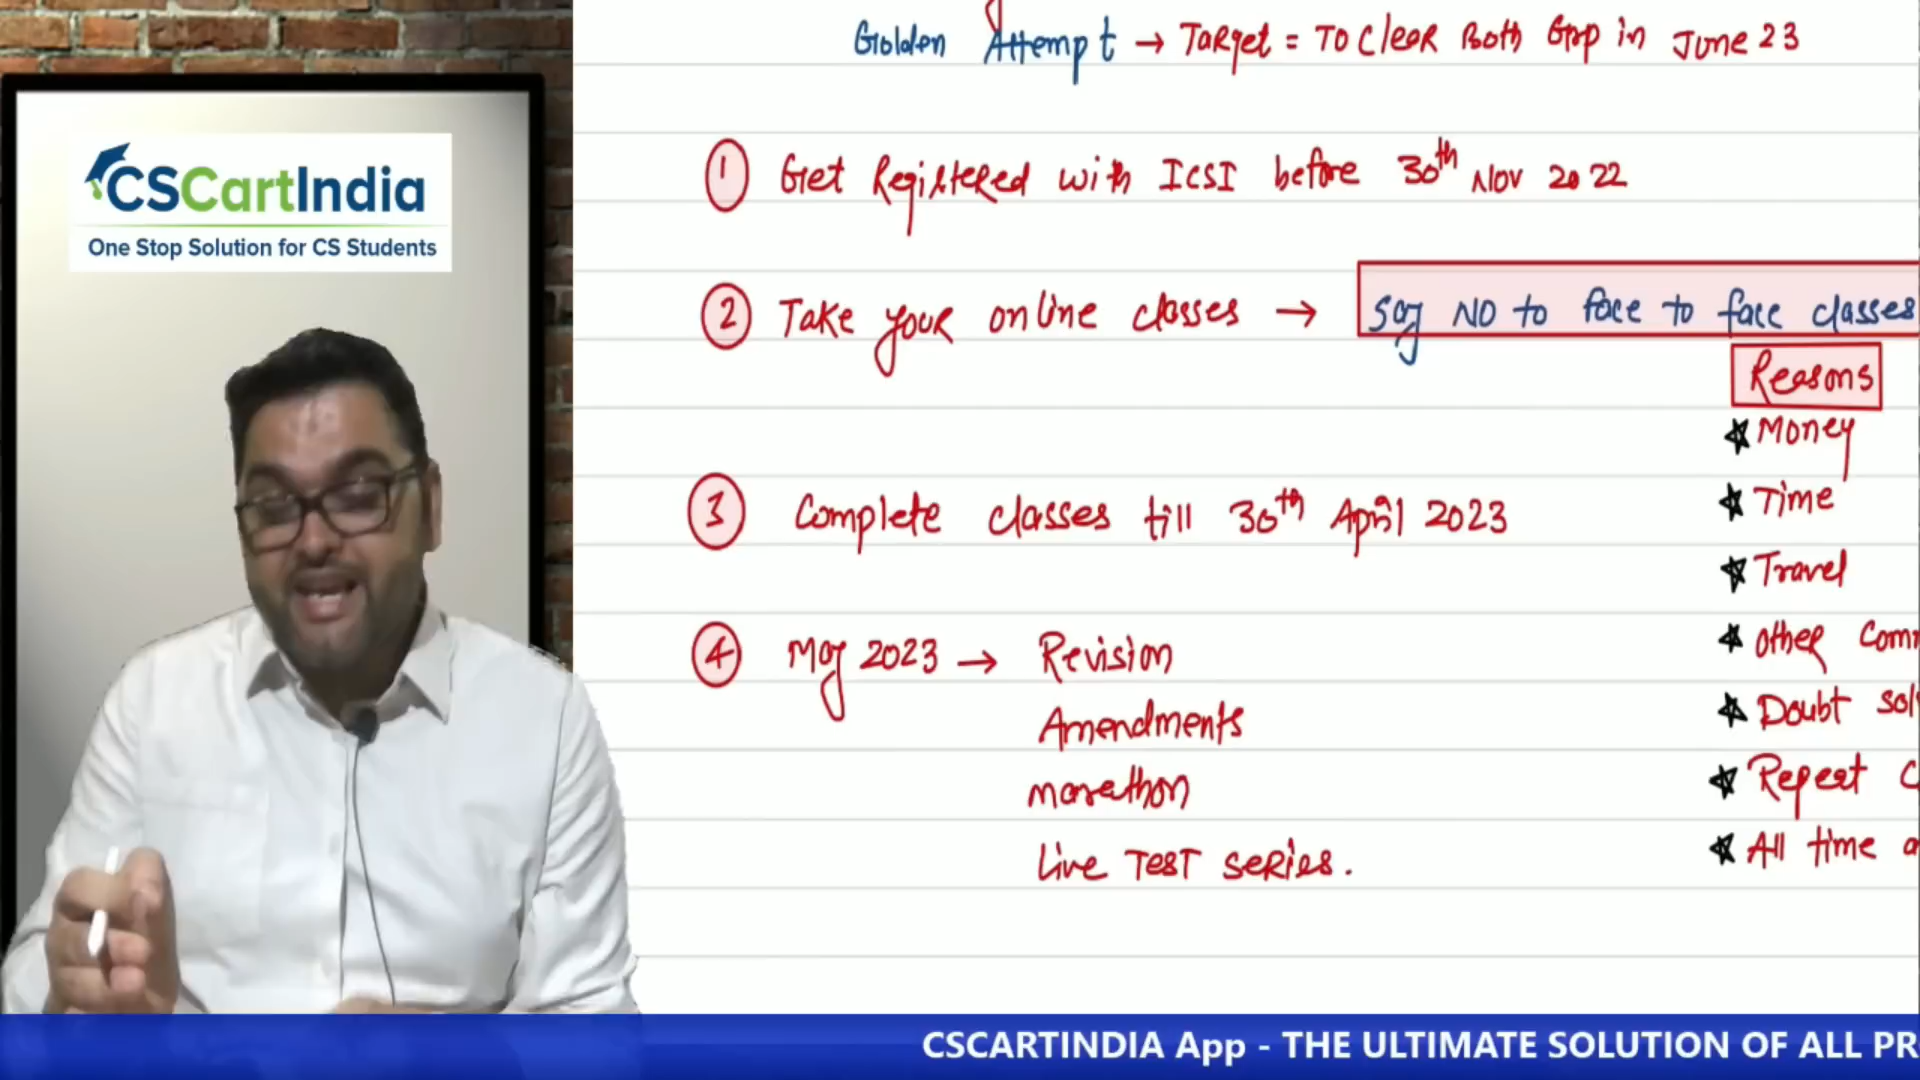 Golden Attempt → Target = To Clear Both Grp in June 23
CSCartIndia
One Stop Solution for CS Students
1 Get Registered with ICSI before 30th Nov 2022
2 Take your online classes → Say NO to face to face classes
Reasons
★ Money
3 Complete classes till 30th April 2023
★ Time
★ Travel
4 May 2023 → Revision
★ Other
Amendments
★ Doubt
marathon
★ Repeat
Live Test series.
★ All time
CSCARTINDIA App - THE ULTIMATE SOLUTION OF ALL